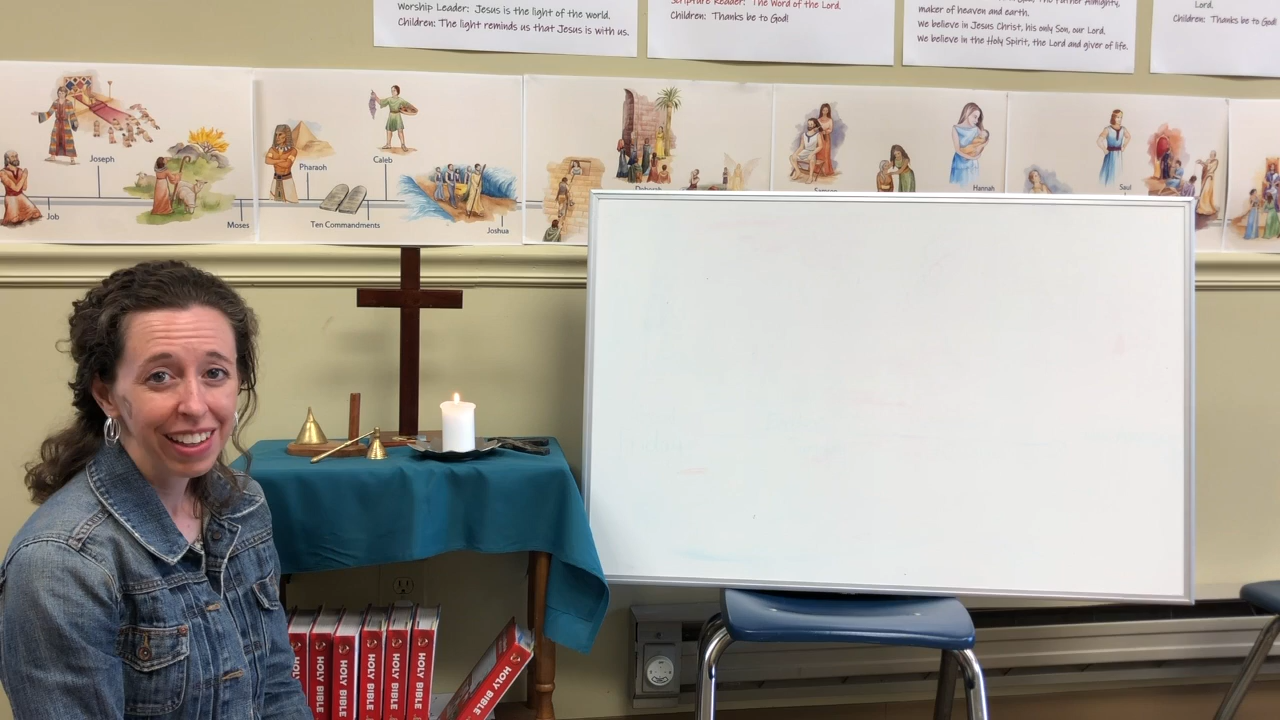 Worship Leader: Jesus is the light of the world.
Children: The light reminds us that Jesus is with us.
Scripture Reader: The Word of the Lord.
Children: Thanks be to God!
maker of heaven and earth.
We believe in Jesus Christ, his only Son, our Lord.
We believe in the Holy Spirit, the Lord and giver of life.
Lord.
Children: Thanks be to God!
Joseph
Job
Moses
Pharaoh
Caleb
Ten Commandments
Joshua
Hannah
Saul
HOLY BIBLE
HOLY BIBLE
HOLY BIBLE
HOLY BIBLE
HOLY BIBLE
HOLY BIBLE